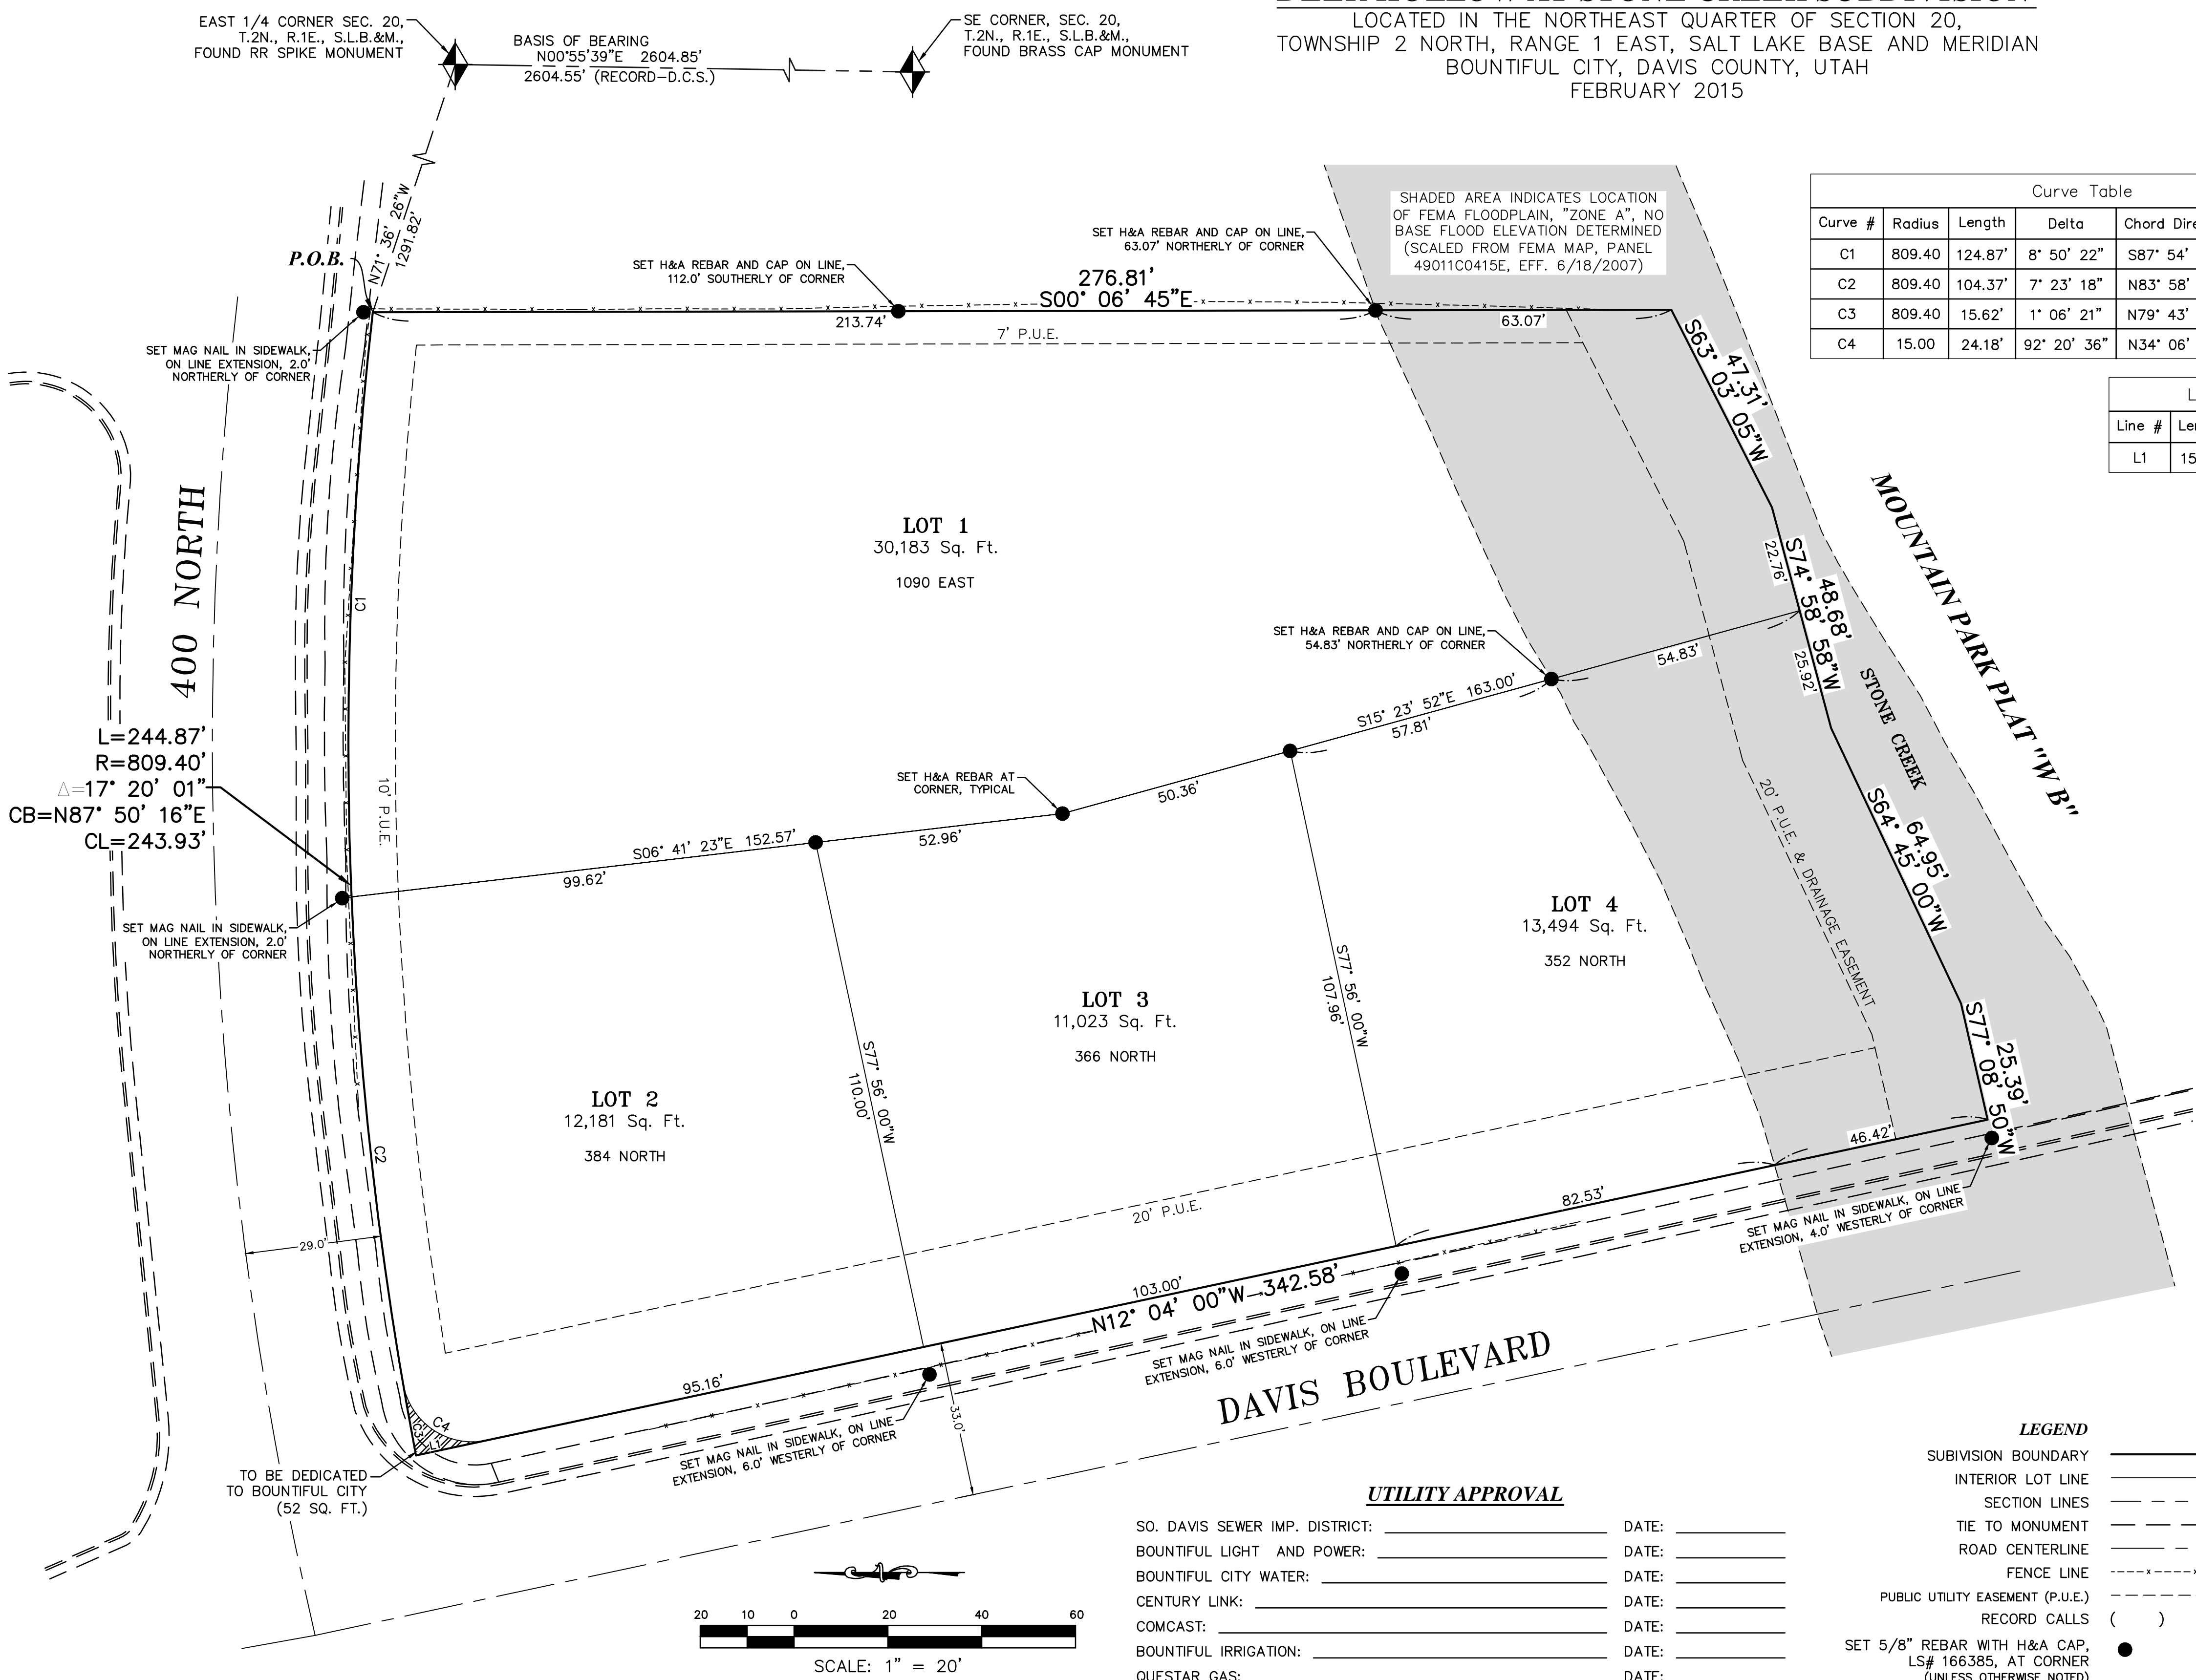 LOCATED IN THE NORTHEAST QUARTER OF SECTION 20,
TOWNSHIP 2 NORTH, RANGE 1 EAST, SALT LAKE BASE AND MERIDIAN
BOUNTIFUL CITY, DAVIS COUNTY, UTAH
FEBRUARY 2015
EAST 1/4 CORNER SEC. 20,
T.2N., R.1E., S.L.B.&M.,
FOUND RR SPIKE MONUMENT
BASIS OF BEARING
N00°55'39"E 2604.85'
2604.55' (RECORD-D.C.S.)
SE CORNER, SEC. 20,
T.2N., R.1E., S.L.B.&M.,
FOUND BRASS CAP MONUMENT
N71° 36' 26"W
1291.82'
P.O.B.
SET MAG NAIL IN SIDEWALK,
ON LINE EXTENSION, 2.0'
NORTHERLY OF CORNER
SET H&A REBAR AND CAP ON LINE,
112.0' SOUTHERLY OF CORNER
276.81'
S00° 06' 45"E
213.74'
7' P.U.E.
SET H&A REBAR AND CAP ON LINE,
63.07' NORTHERLY OF CORNER
63.07'
SHADED AREA INDICATES LOCATION
OF FEMA FLOODPLAIN, "ZONE A", NO
BASE FLOOD ELEVATION DETERMINED
(SCALED FROM FEMA MAP, PANEL
49011C0415E, EFF. 6/18/2007)
Curve Table
Curve # Radius Length Delta Chord Dire
C1 809.40 124.87' 8° 50' 22" S87° 54'
C2 809.40 104.37' 7° 23' 18" N83° 58'
C3 809.40 15.62' 1° 06' 21" N79° 43'
C4 15.00 24.18' 92° 20' 36" N34° 06'
L
Line # Len
L1 15
47.31'
S63° 03' 05"W
48.68'
S74° 58' 58"W
22.76'
25.92'
64.95'
S64° 45' 00"W
25.39'
S77° 08' 50"W
MOUNTAIN PARK PLAT "W B"
STONE CREEK
400 NORTH
C1
LOT 1
30,183 Sq. Ft.
1090 EAST
SET H&A REBAR AND CAP ON LINE,
54.83' NORTHERLY OF CORNER
54.83'
S15° 23' 52"E 163.00'
57.81'
50.36'
SET H&A REBAR AT
CORNER, TYPICAL
S06° 41' 23"E 152.57'
52.96'
99.62'
L=244.87'
R=809.40'
Δ=17° 20' 01"
CB=N87° 50' 16"E
CL=243.93'
10' P.U.E.
SET MAG NAIL IN SIDEWALK,
ON LINE EXTENSION, 2.0'
NORTHERLY OF CORNER
LOT 4
13,494 Sq. Ft.
352 NORTH
20' P.U.E. & DRAINAGE EASEMENT
S77° 56' 00"W
107.96'
LOT 3
11,023 Sq. Ft.
366 NORTH
S77° 56' 00"W
110.00'
LOT 2
12,181 Sq. Ft.
384 NORTH
C2
29.0'
20' P.U.E.
46.42'
82.53'
103.00'
N12° 04' 00"W 342.58'
95.16'
SET MAG NAIL IN SIDEWALK, ON LINE
EXTENSION, 4.0' WESTERLY OF CORNER
SET MAG NAIL IN SIDEWALK, ON LINE
EXTENSION, 6.0' WESTERLY OF CORNER
SET MAG NAIL IN SIDEWALK, ON LINE
EXTENSION, 6.0' WESTERLY OF CORNER
33.0'
DAVIS BOULEVARD
C4
C3
L1
TO BE DEDICATED
TO BOUNTIFUL CITY
(52 SQ. FT.)
20 10 0 20 40 60
SCALE: 1" = 20'
UTILITY APPROVAL
SO. DAVIS SEWER IMP. DISTRICT: DATE:
BOUNTIFUL LIGHT AND POWER: DATE:
BOUNTIFUL CITY WATER: DATE:
CENTURY LINK: DATE:
COMCAST: DATE:
BOUNTIFUL IRRIGATION: DATE:
QUESTAR GAS: DATE:
LEGEND
SUBIVISION BOUNDARY
INTERIOR LOT LINE
SECTION LINES
TIE TO MONUMENT
ROAD CENTERLINE
FENCE LINE
PUBLIC UTILITY EASEMENT (P.U.E.)
RECORD CALLS ( )
SET 5/8" REBAR WITH H&A CAP,
LS# 166385, AT CORNER
(UNLESS OTHERWISE NOTED)